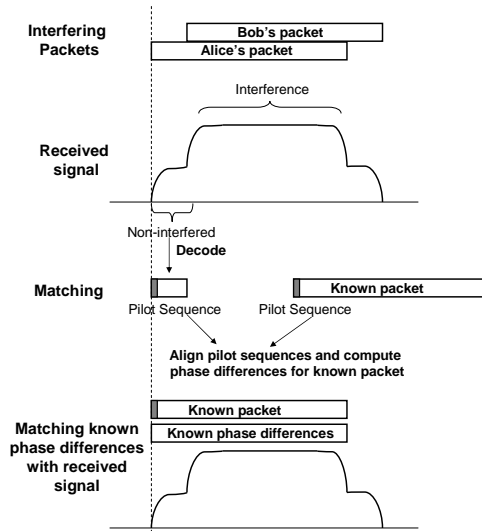 Interfering
Packets
Bob's packet
Alice's packet
Interference
Received
signal
Non-interfered
Decode
Matching
Known packet
Pilot Sequence
Pilot Sequence
Align pilot sequences and compute
phase differences for known packet
Known packet
Matching known
phase differences
with received
signal
Known phase differences